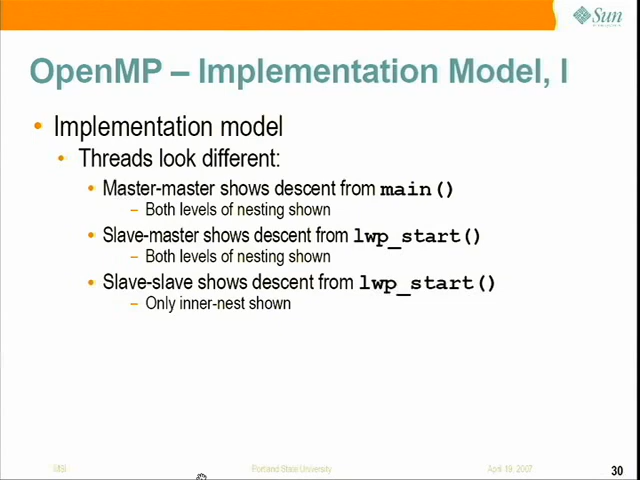 Sun
OpenMP – Implementation Model, I
• Implementation model
• Threads look different:
• Master-master shows descent from main()
– Both levels of nesting shown
• Slave-master shows descent from lwp_start()
– Both levels of nesting shown
• Slave-slave shows descent from lwp_start()
– Only inner-nest shown
Portland State University
April 19, 2007
30